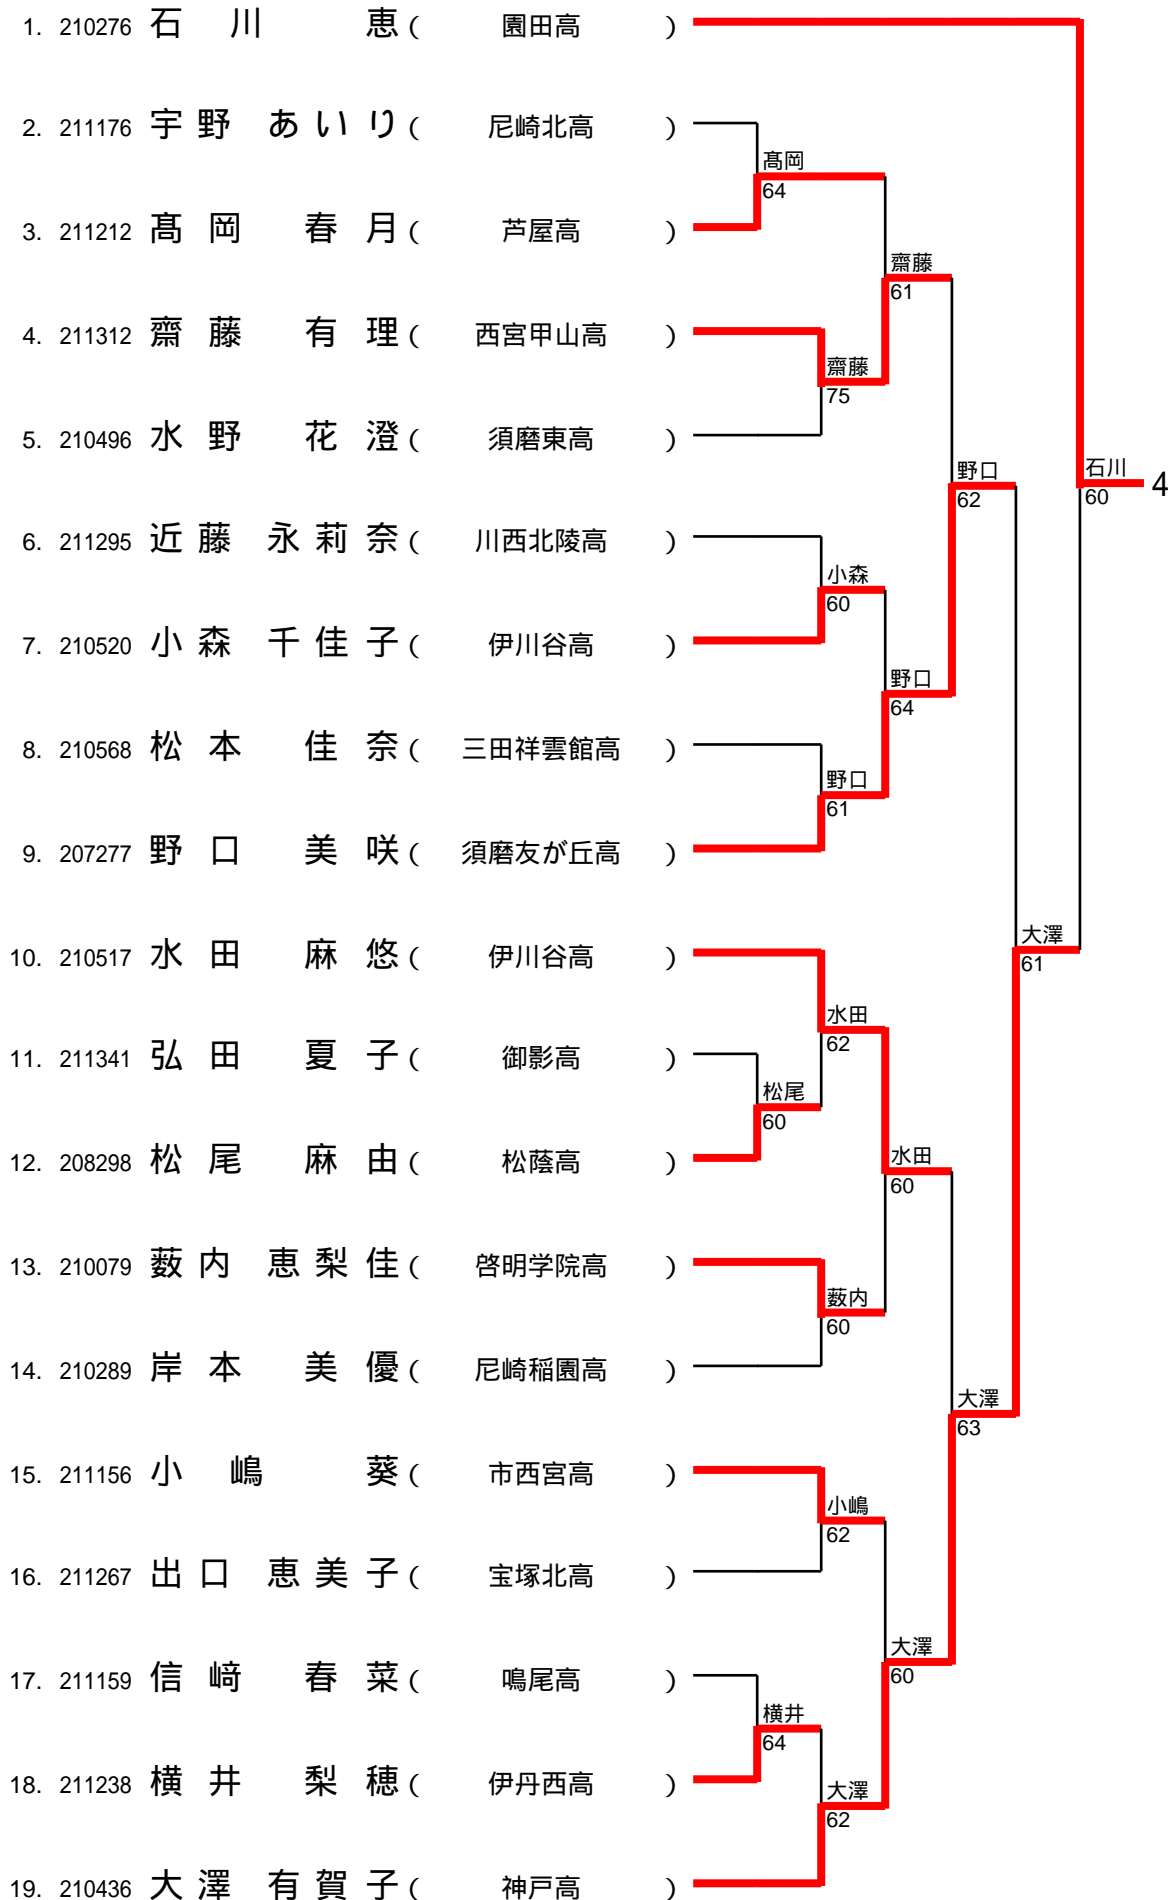 1. 210276 石川 恵 ( 園田高 )
2. 211176 宇野 あいり ( 尼崎北高 )
髙岡
64
3. 211212 髙岡 春月 ( 芦屋高 )
齋藤
61
4. 211312 齋藤 有理 ( 西宮甲山高 )
齋藤
75
5. 210496 水野 花澄 ( 須磨東高 )
野口
62
石川
60
4
6. 211295 近藤 永莉奈 ( 川西北陵高 )
小森
60
7. 210520 小森 千佳子 ( 伊川谷高 )
野口
64
8. 210568 松本 佳奈 ( 三田祥雲館高 )
野口
61
9. 207277 野口 美咲 ( 須磨友が丘高 )
大澤
61
10. 210517 水田 麻悠 ( 伊川谷高 )
水田
62
11. 211341 弘田 夏子 ( 御影高 )
松尾
60
12. 208298 松尾 麻由 ( 松蔭高 )
水田
60
13. 210079 薮内 恵梨佳 ( 啓明学院高 )
薮内
60
14. 210289 岸本 美優 ( 尼崎稲園高 )
大澤
63
15. 211156 小嶋 葵 ( 市西宮高 )
小嶋
62
16. 211267 出口 恵美子 ( 宝塚北高 )
大澤
60
17. 211159 信﨑 春菜 ( 鳴尾高 )
横井
64
18. 211238 横井 梨穂 ( 伊丹西高 )
大澤
62
19. 210436 大澤 有賀子 ( 神戸高 )